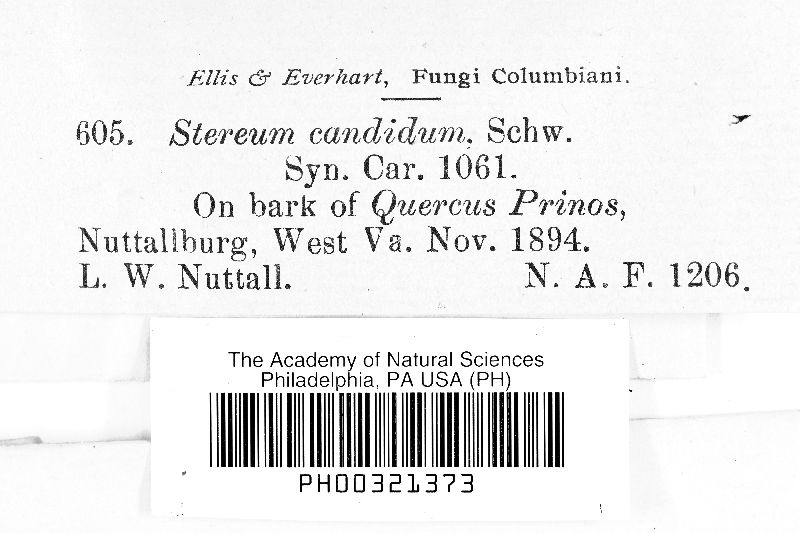 Ellis & Everhart, Fungi Columbiani.
605. Stereum candidum, Schw.
Syn. Car. 1061.
On bark of Quercus Prinos,
Nuttallburg, West Va. Nov. 1894.
L. W. Nuttall. N. A. F. 1206.
The Academy of Natural Sciences
Philadelphia, PA USA (PH)
PH00321373